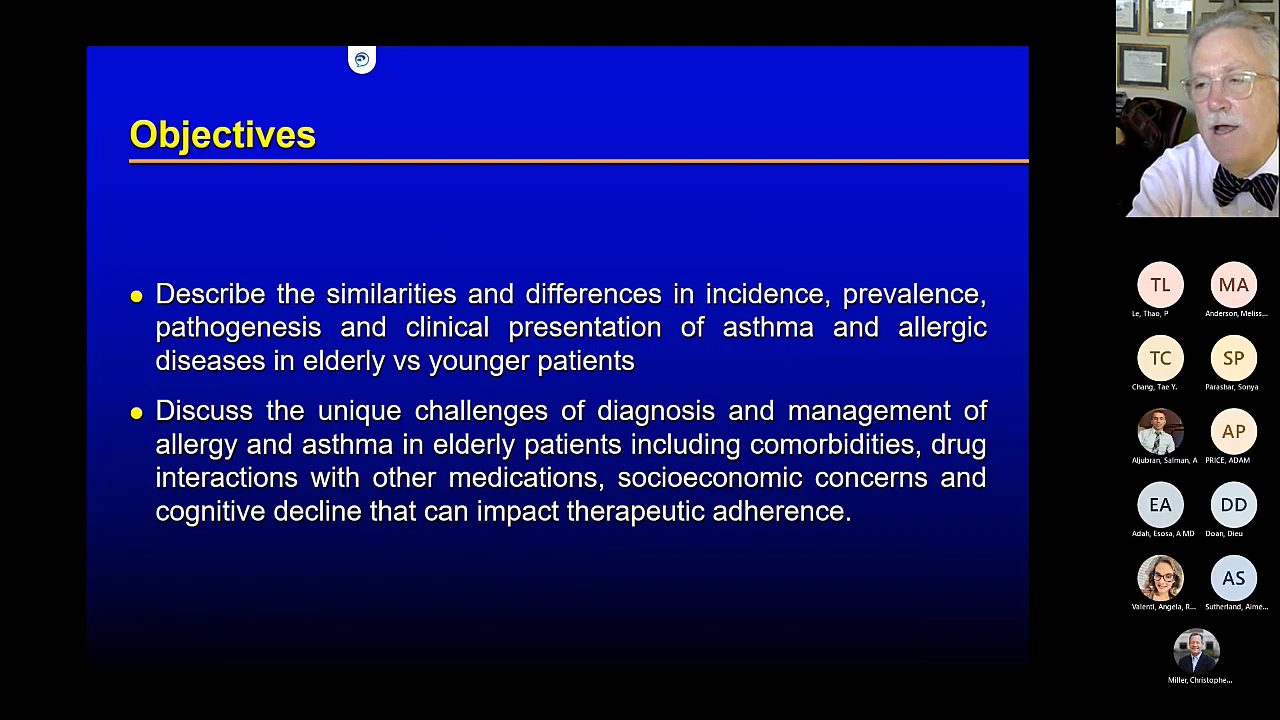 Objectives
Describe the similarities and differences in incidence, prevalence,
pathogenesis and clinical presentation of asthma and allergic
diseases in elderly vs younger patients
Discuss the unique challenges of diagnosis and management of
allergy and asthma in elderly patients including comorbidities, drug
interactions with other medications, socioeconomic concerns and
cognitive decline that can impact therapeutic adherence.
TL
MA
Le, Thao, P
Anderson, Meliss...
TC
SP
Chang, Tae Y.
Parashar, Sonya
AP
Aljubran, Salman, A
PRICE, ADAM
EA
DD
Adah, Esosa, A MD
Doan, Dieu
AS
Valenti, Angela, R...
Sutherland, Aime...
Miller, Christophe...